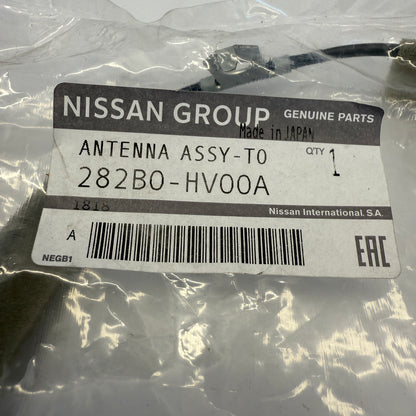 NISSAN GROUP GENUINE PARTS
Made in JAPAN
ANTENNA ASSY-TO QTY 1
282B0-HV00A
1818
Nissan International. S.A.
A
NEGB1
EAC